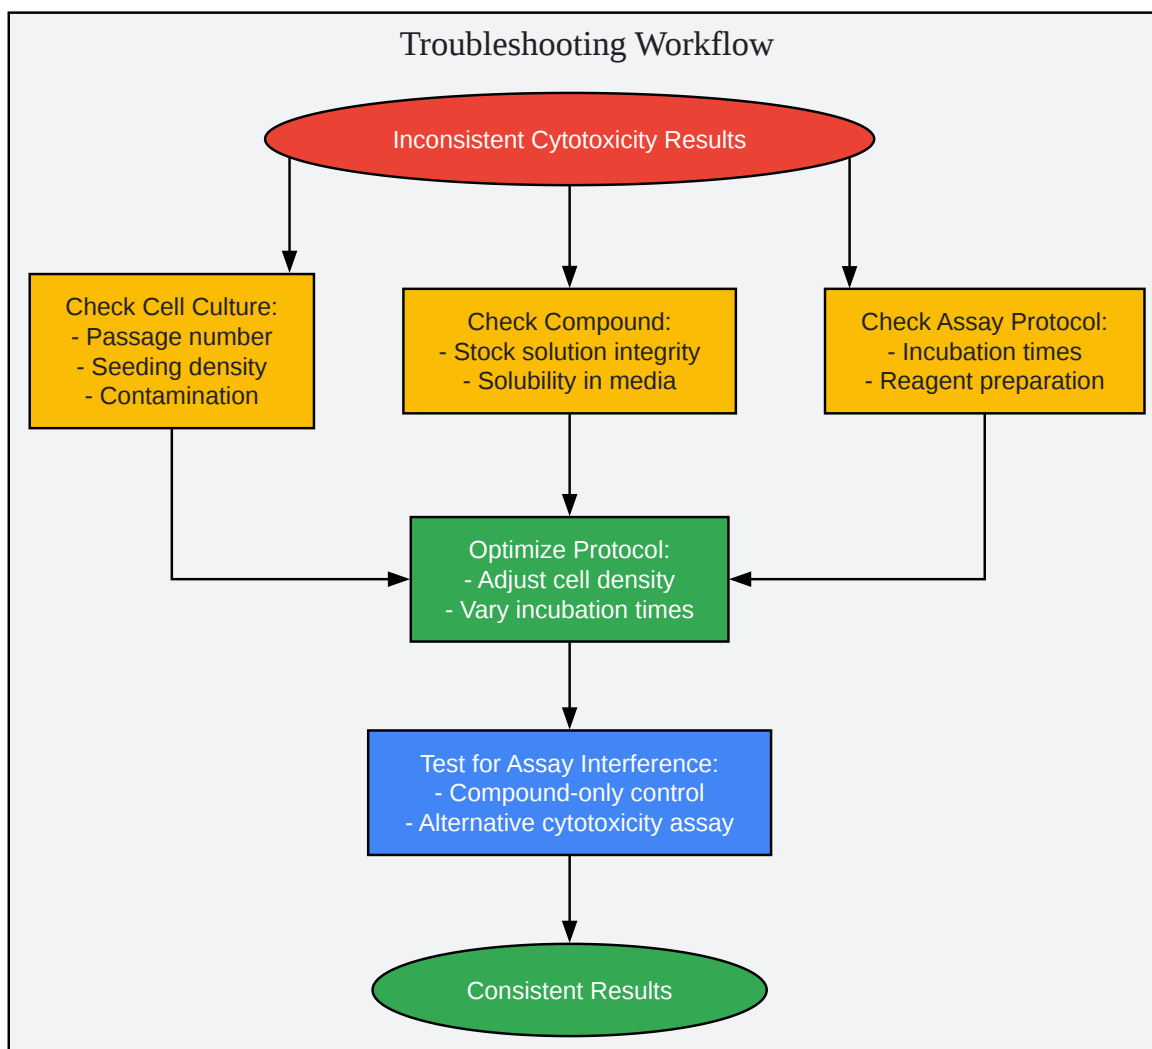 Troubleshooting Workflow
Inconsistent Cytotoxicity Results
Check Cell Culture:
- Passage number
- Seeding density
- Contamination
Check Compound:
- Stock solution integrity
- Solubility in media
Check Assay Protocol:
- Incubation times
- Reagent preparation
Optimize Protocol:
- Adjust cell density
- Vary incubation times
Test for Assay Interference:
- Compound-only control
- Alternative cytotoxicity assay
Consistent Results